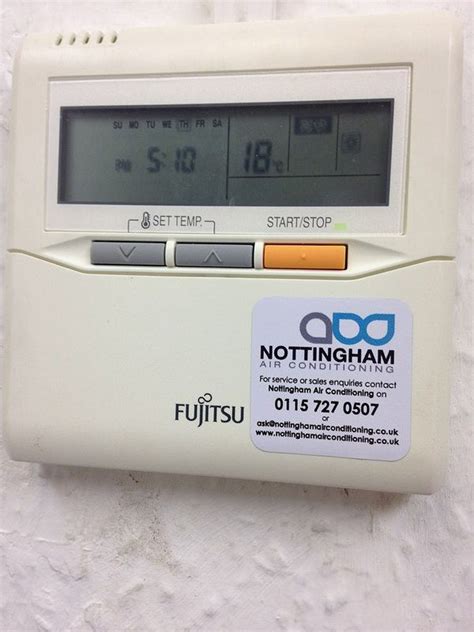 SU MO TU WE TH FR SA
5:10
18°C
SET TEMP.
START/STOP
NOTTINGHAM
AIR CONDITIONING
For service or sales enquiries contact
Nottingham Air Conditioning on
0115 727 0507
or
ask@nottinghamairconditioning.co.uk
www.nottinghamairconditioning.co.uk
FUJITSU